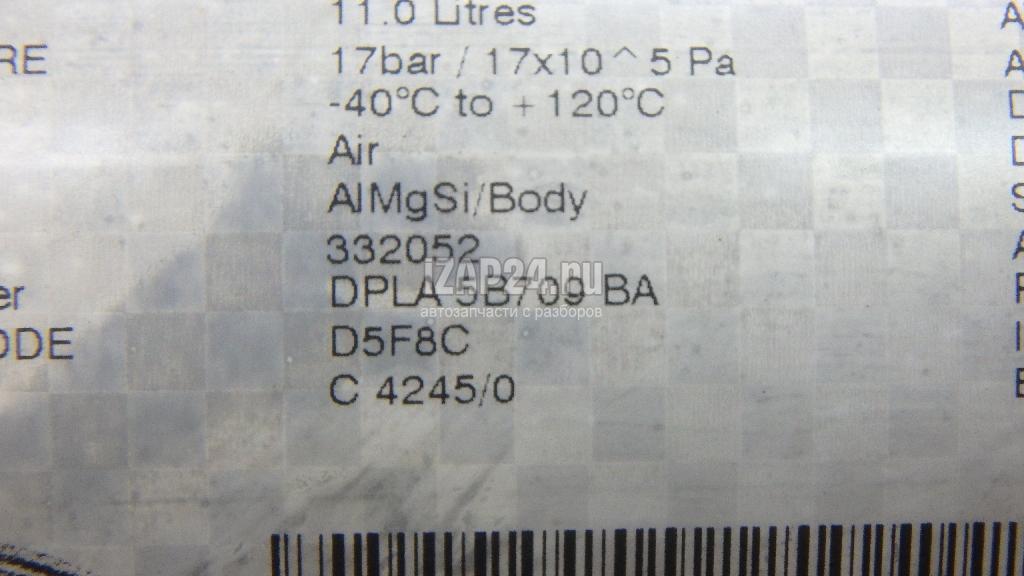 11.0 Litres
RE 17bar / 17x10^5 Pa
-40°C to +120°C
Air
AlMgSi/Body
332052
er DPLA 5B709 BA
ODE D5F8C
C 4245/0
iZAP24.ru
автозапчасти с разборов